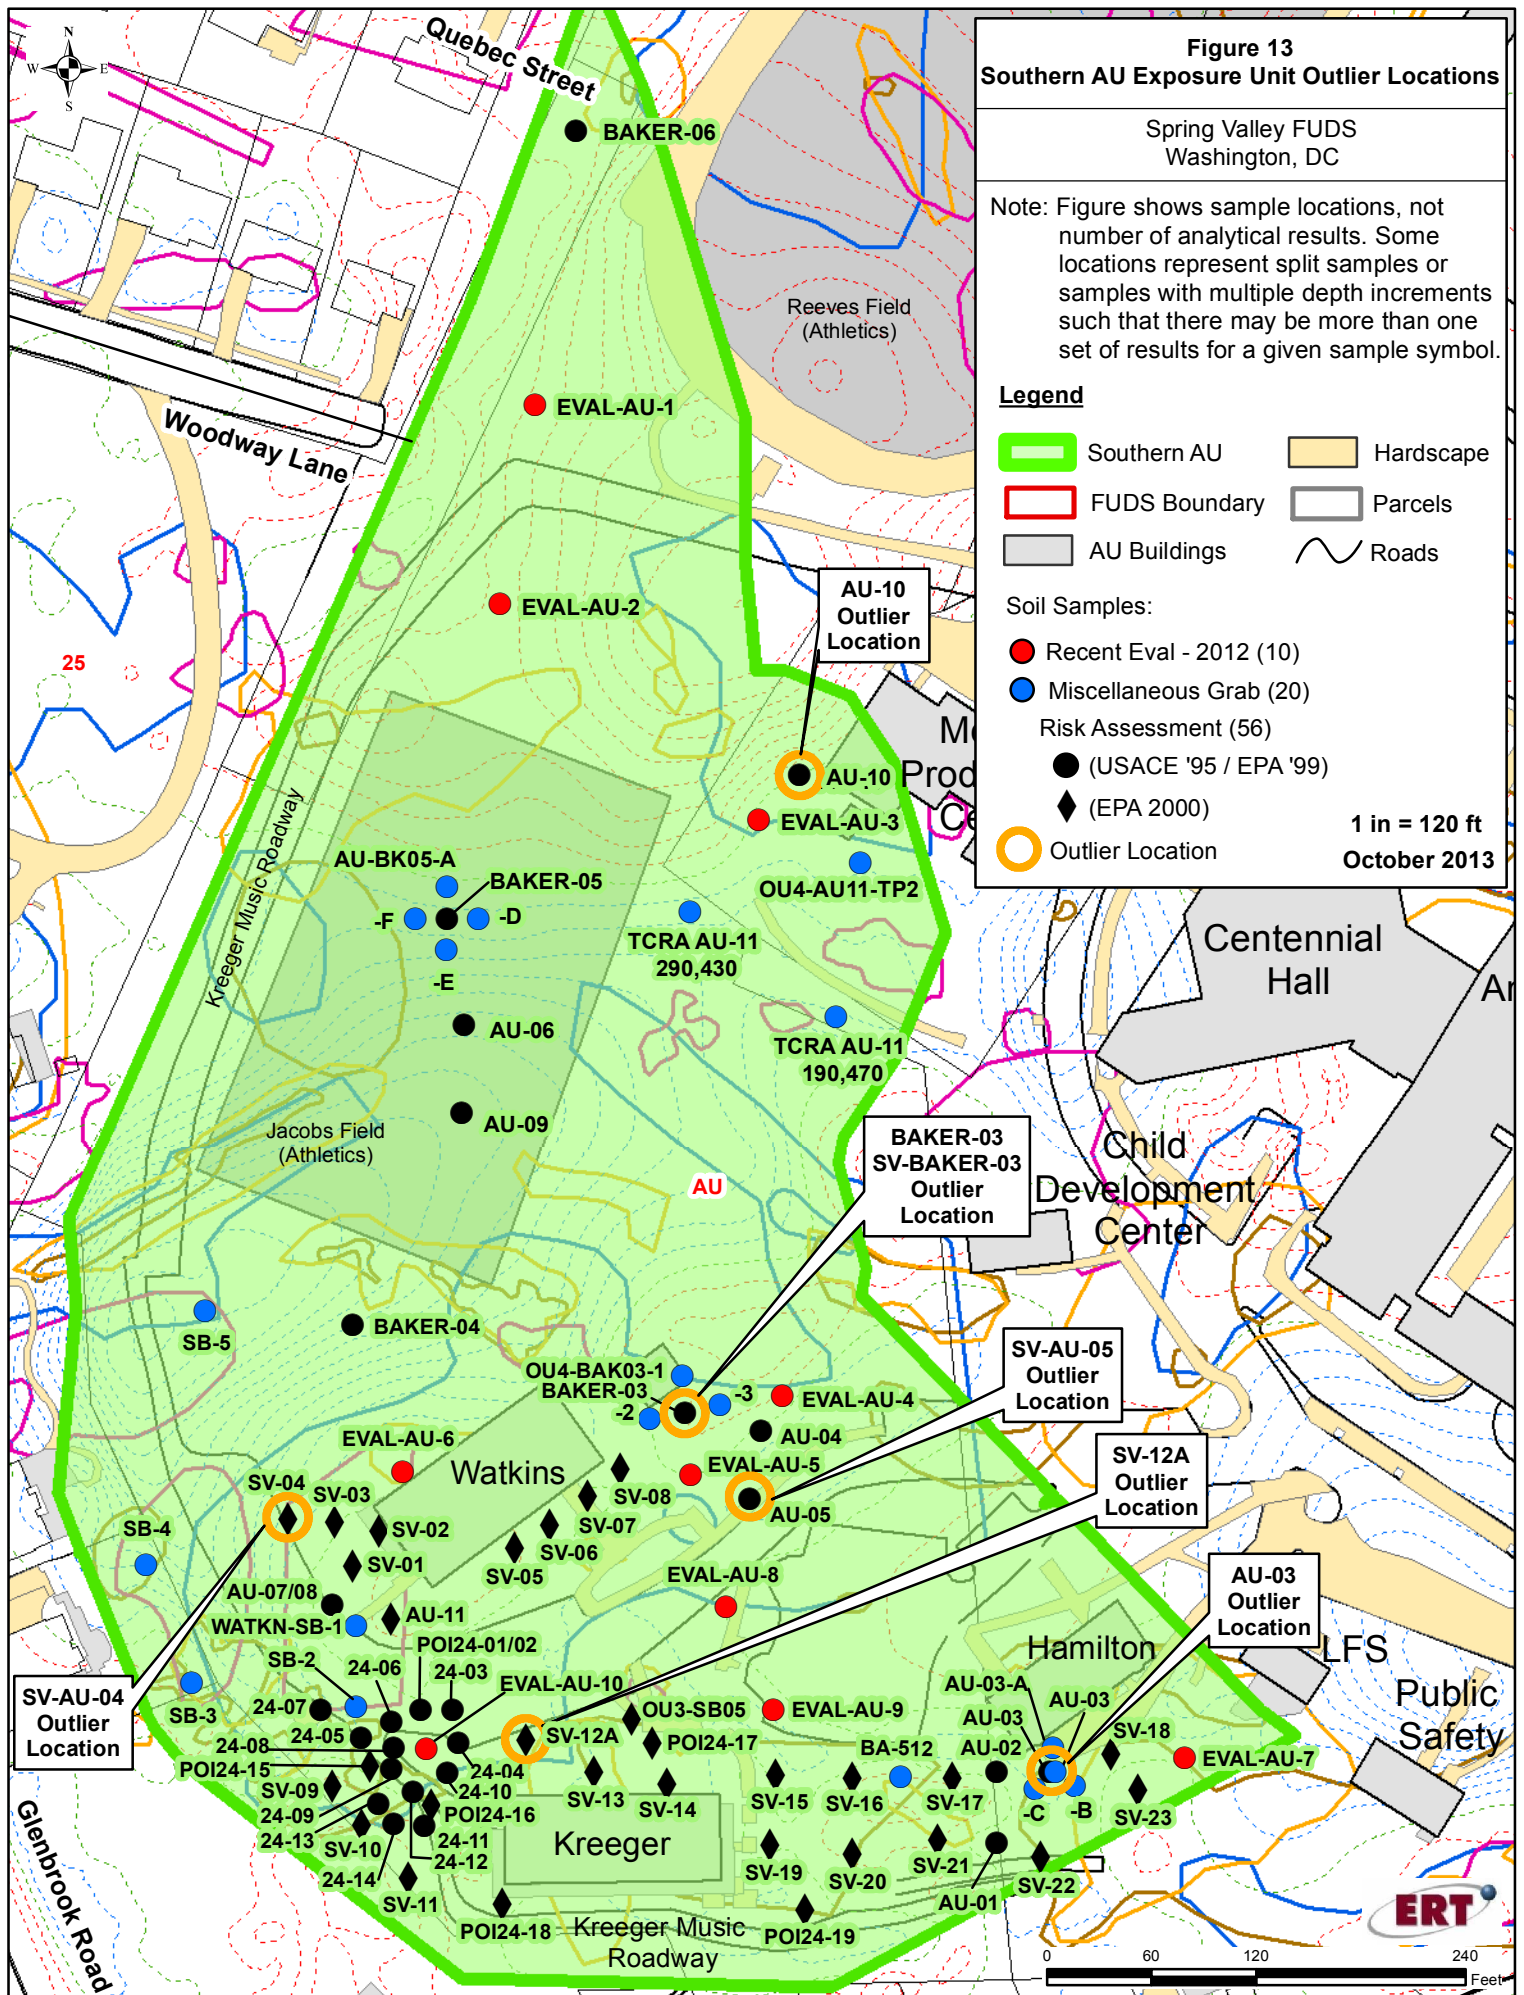 Figure 13
Southern AU Exposure Unit Outlier Locations
Spring Valley FUDS
Washington, DC
Note: Figure shows sample locations, not
number of analytical results. Some
locations represent split samples or
samples with multiple depth increments
such that there may be more than one
set of results for a given sample symbol.
Legend
Southern AU
Hardscape
FUDS Boundary
Parcels
AU Buildings
Roads
Soil Samples:
Recent Eval - 2012 (10)
Miscellaneous Grab (20)
Risk Assessment (56)
(USACE '95 / EPA '99)
(EPA 2000)
Outlier Location
1 in = 120 ft
October 2013
N
W
E
S
Quebec Street
BAKER-06
Reeves Field
(Athletics)
EVAL-AU-1
Woodway Lane
EVAL-AU-2
25
AU-10
Outlier
Location
AU-10
EVAL-AU-3
OU4-AU11-TP2
Kreeger Music Roadway
AU-BK05-A
BAKER-05
-F
-D
-E
TCRA AU-11
290,430
Centennial
Hall
AU-06
TCRA AU-11
190,470
AU-09
Jacobs Field
(Athletics)
AU
BAKER-03
SV-BAKER-03
Outlier
Location
Child
Development
Center
SB-5
BAKER-04
OU4-BAK03-1
BAKER-03
-3
-2
EVAL-AU-4
AU-04
SV-AU-05
Outlier
Location
EVAL-AU-6
Watkins
EVAL-AU-5
SV-12A
Outlier
Location
SV-04
SV-03
SV-08
AU-05
SB-4
SV-02
SV-07
SV-06
SV-01
SV-05
EVAL-AU-8
AU-03
Outlier
Location
AU-07/08
AU-11
WATKN-SB-1
POI24-01/02
Hamilton
LFS
SB-2
24-06
24-03
EVAL-AU-10
AU-03-A
AU-03
Public
Safety
SV-AU-04
Outlier
Location
SB-3
24-07
OU3-SB05
EVAL-AU-9
AU-03
SV-18
24-05
SV-12A
POI24-17
BA-512
AU-02
EVAL-AU-7
24-08
POI24-15
24-04
SV-09
24-10
SV-13
SV-14
SV-15
SV-16
SV-17
-C
-B
SV-23
24-09
POI24-16
24-13
24-11
Kreeger
SV-10
24-12
SV-19
SV-20
SV-21
24-14
SV-11
AU-01
SV-22
Glenbrook Road
POI24-18
Kreeger Music
Roadway
POI24-19
ERT
0
60
120
240
Feet